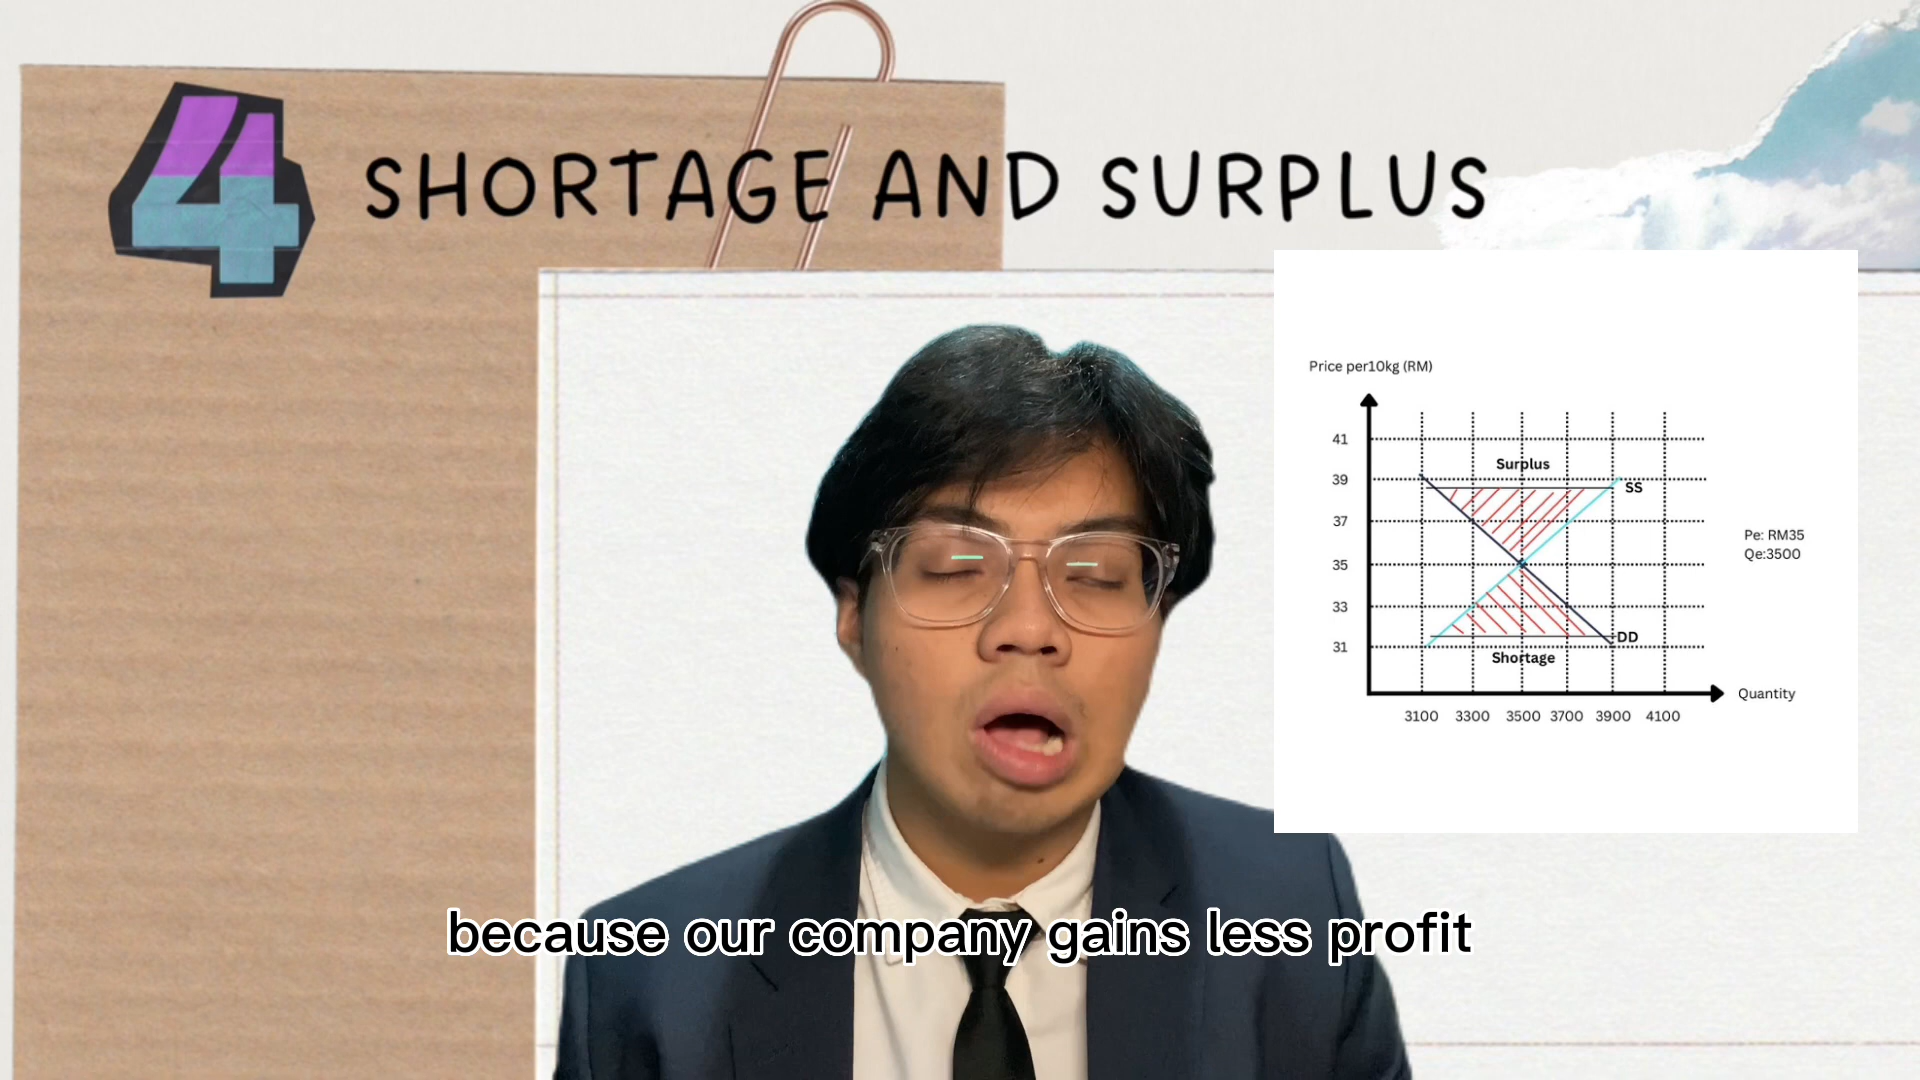 4 SHORTAGE AND SURPLUS
Price per10kg (RM)
41
Surplus
39
SS
37
Pe: RM35
Qe:3500
35
33
DD
31
Shortage
Quantity
3100 3300 3500 3700 3900 4100
because our company gains less profit